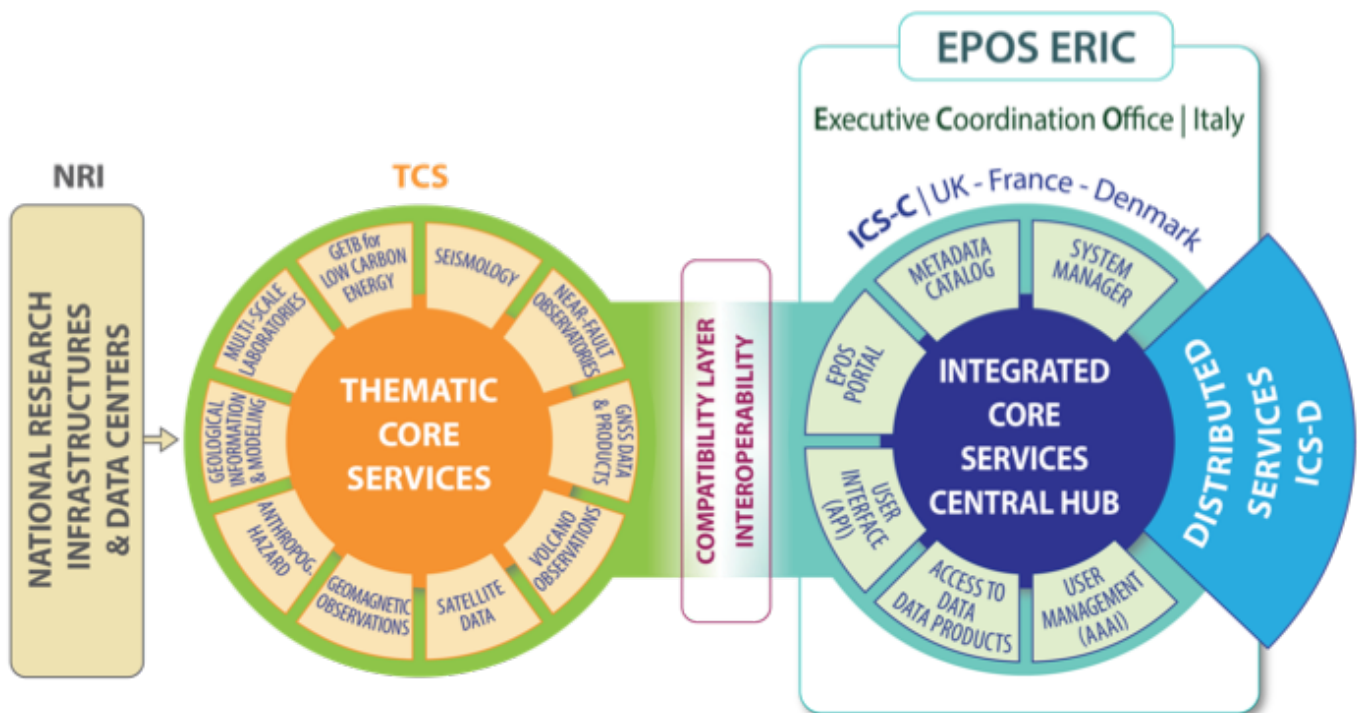 EPOS ERIC
Executive Coordination Office | Italy
NRI
NATIONAL RESEARCH
INFRASTRUCTURES
& DATA CENTERS
TCS
THEMATIC
CORE
SERVICES
GETB for
LOW CARBON
ENERGY
SEISMOLOGY
NEAR-FAULT
OBSERVATORIES
GNSS DATA
& PRODUCTS
VOLCANO
OBSERVATIONS
SATELLITE
DATA
GEOMAGNETIC
OBSERVATIONS
ANTHROPOG.
HAZARD
GEOLOGICAL
INFORMATION
& MODELING
MULTI-SCALE
LABORATORIES
COMPATIBILITY LAYER
INTEROPERABILITY
ICS-C | UK - France - Denmark
INTEGRATED
CORE
SERVICES
CENTRAL HUB
METADATA
CATALOG
SYSTEM
MANAGER
EPOS
PORTAL
USER
INTERFACE
(API)
ACCESS TO
DATA
DATA PRODUCTS
USER
MANAGEMENT
(AAAI)
DISTRIBUTED
SERVICES
ICS-D